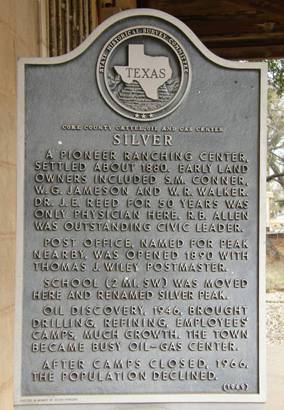 STATE HISTORICAL SURVEY COMMITTEE
TEXAS
COKE COUNTY CATTLE, OIL AND GAS CENTER
SILVER
A PIONEER RANCHING CENTER,
SETTLED ABOUT 1880. EARLY LAND
OWNERS INCLUDED S.M. CONNER,
W.G. JAMESON AND W.R. WALKER.
DR. J.E. REED FOR 50 YEARS WAS
ONLY PHYSICIAN HERE. R.B. ALLEN
WAS OUTSTANDING CIVIC LEADER.
POST OFFICE, NAMED FOR PEAK
NEARBY, WAS OPENED 1890 WITH
THOMAS J. WILEY POSTMASTER.
SCHOOL (2 MI. SW) WAS MOVED
HERE AND RENAMED SILVER PEAK.
OIL DISCOVERY, 1946, BROUGHT
DRILLING, REFINING, EMPLOYEES'
CAMPS, MUCH GROWTH. THE TOWN
BECAME BUSY OIL-GAS CENTER.
AFTER CAMPS CLOSED, 1966,
THE POPULATION DECLINED.